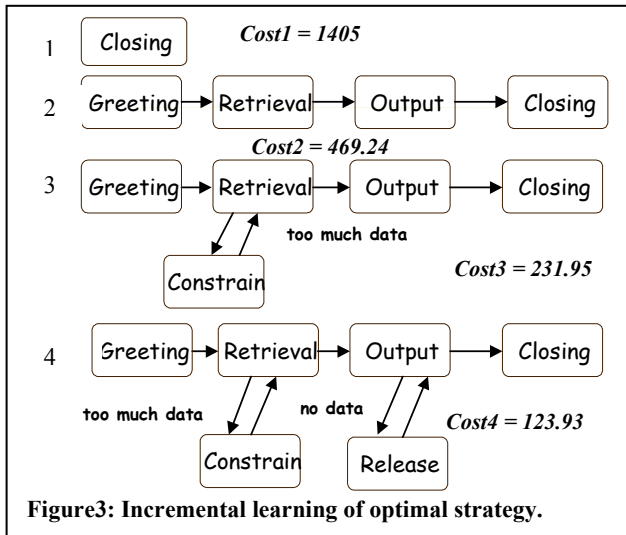 1 Closing Cost1 = 1405
2 Greeting Retrieval Output Closing
Cost2 = 469.24
3 Greeting Retrieval Output Closing
too much data
Constrain Cost3 = 231.95
4 Greeting Retrieval Output Closing
too much data no data Cost4 = 123.93
Constrain Release
Figure3: Incremental learning of optimal strategy.